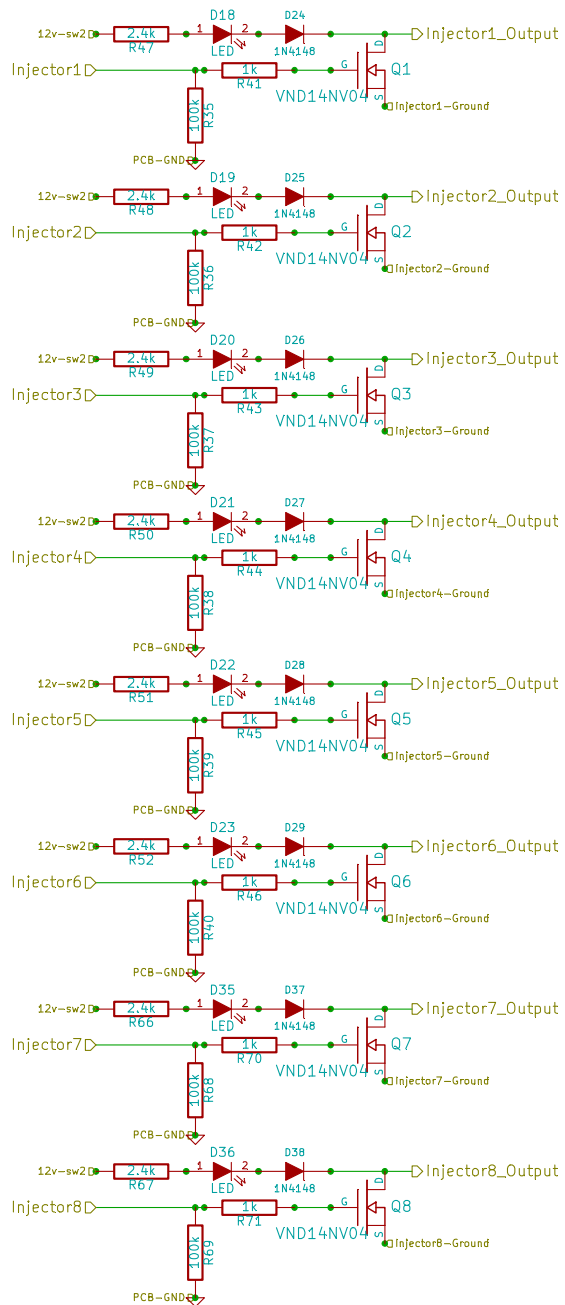 D18 D24
12v-sw2 2.4k 1 2 Injector1_Output
R47 LED 1N4148 D
Injector1 1k G Q1
R41 VND14NV04 S
100k R35 Injector1-Ground
PCB-GND
D19 D25
12v-sw2 2.4k 1 2 Injector2_Output
R48 LED 1N4148 D
Injector2 1k G Q2
R42 VND14NV04 S
100k R36 Injector2-Ground
PCB-GND
D20 D26
12v-sw2 2.4k 1 2 Injector3_Output
R49 LED 1N4148 D
Injector3 1k G Q3
R43 VND14NV04 S
100k R37 Injector3-Ground
PCB-GND
D21 D27
12v-sw2 2.4k 1 2 Injector4_Output
R50 LED 1N4148 D
Injector4 1k G Q4
R44 VND14NV04 S
100k R38 Injector4-Ground
PCB-GND
D22 D28
12v-sw2 2.4k 1 2 Injector5_Output
R51 LED 1N4148 D
Injector5 1k G Q5
R45 VND14NV04 S
100k R39 Injector5-Ground
PCB-GND
D23 D29
12v-sw2 2.4k 1 2 Injector6_Output
R52 LED 1N4148 D
Injector6 1k G Q6
R46 VND14NV04 S
100k R40 Injector6-Ground
PCB-GND
D35 D37
12v-sw2 2.4k 1 2 Injector7_Output
R66 LED 1N4148 D
Injector7 1k G Q7
R70 VND14NV04 S
100k R68 Injector7-Ground
PCB-GND
D36 D38
12v-sw2 2.4k 1 2 Injector8_Output
R67 LED 1N4148 D
Injector8 1k G Q8
R71 VND14NV04 S
100k R69 Injector8-Ground
PCB-GND